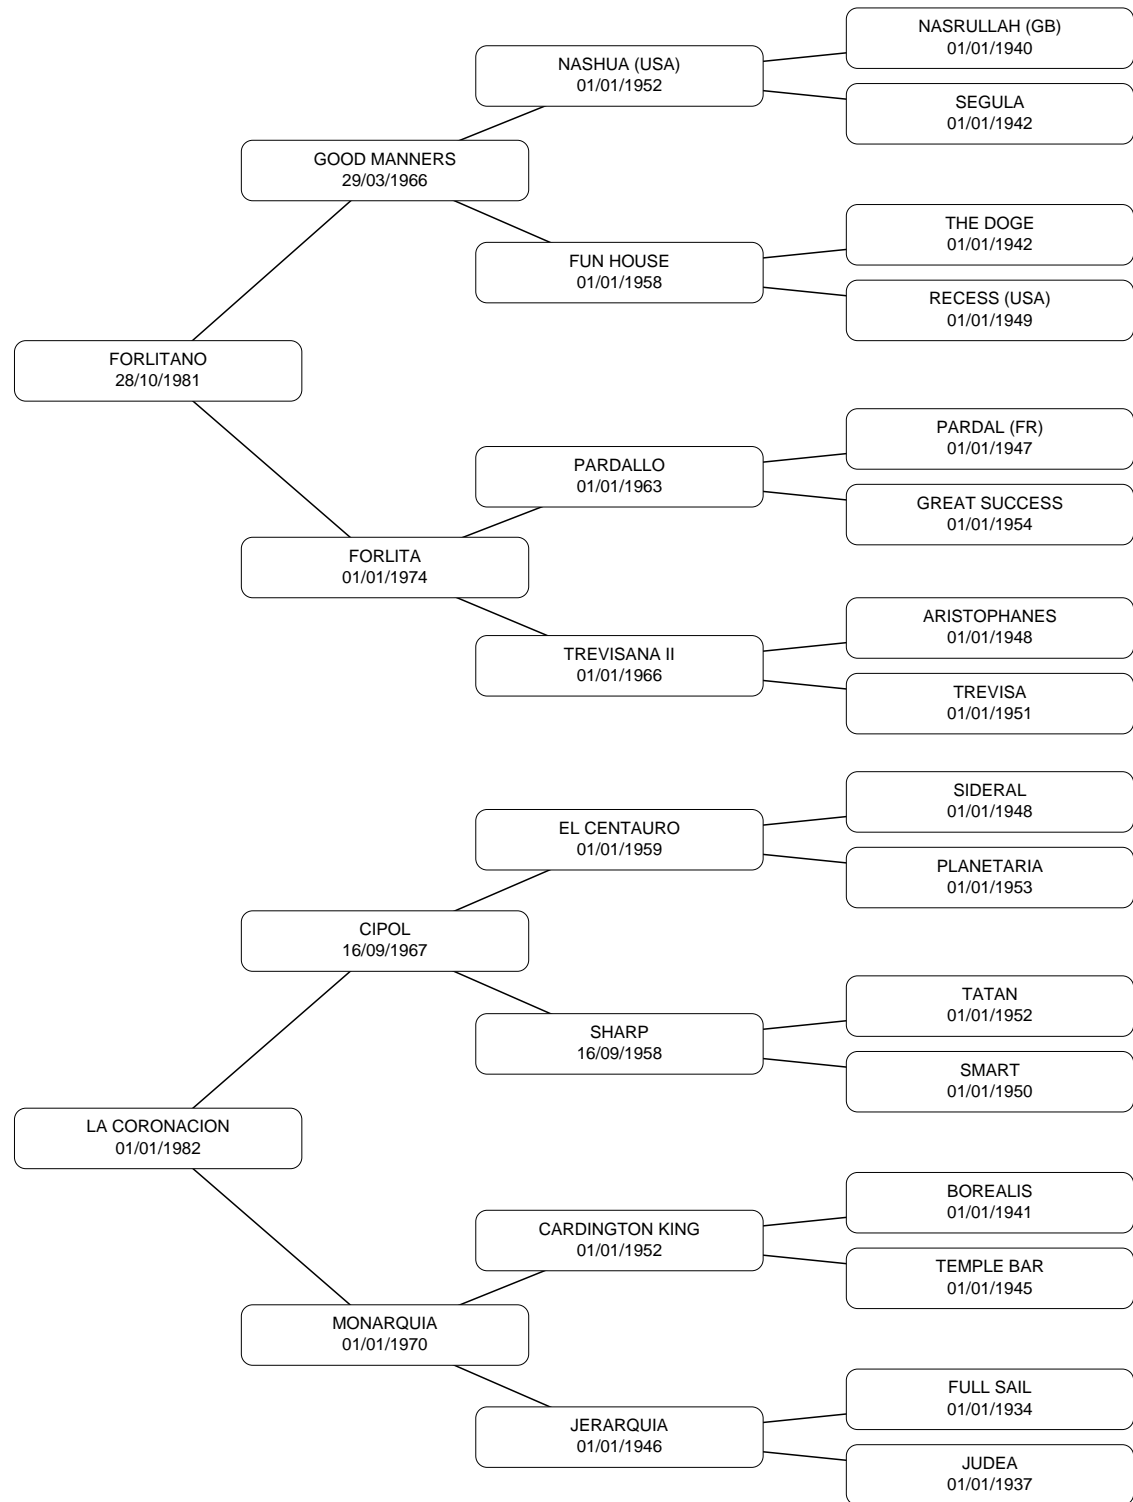 NASRULLAH (GB)
01/01/1940
NASHUA (USA)
01/01/1952
SEGULA
01/01/1942
GOOD MANNERS
29/03/1966
THE DOGE
01/01/1942
FUN HOUSE
01/01/1958
RECESS (USA)
01/01/1949
FORLITANO
28/10/1981
PARDAL (FR)
01/01/1947
PARDALLO
01/01/1963
GREAT SUCCESS
01/01/1954
FORLITA
01/01/1974
ARISTOPHANES
01/01/1948
TREVISANA II
01/01/1966
TREVISA
01/01/1951
SIDERAL
01/01/1948
EL CENTAURO
01/01/1959
PLANETARIA
01/01/1953
CIPOL
16/09/1967
TATAN
01/01/1952
SHARP
16/09/1958
SMART
01/01/1950
LA CORONACION
01/01/1982
BOREALIS
01/01/1941
CARDINGTON KING
01/01/1952
TEMPLE BAR
01/01/1945
MONARQUIA
01/01/1970
FULL SAIL
01/01/1934
JERARQUIA
01/01/1946
JUDEA
01/01/1937